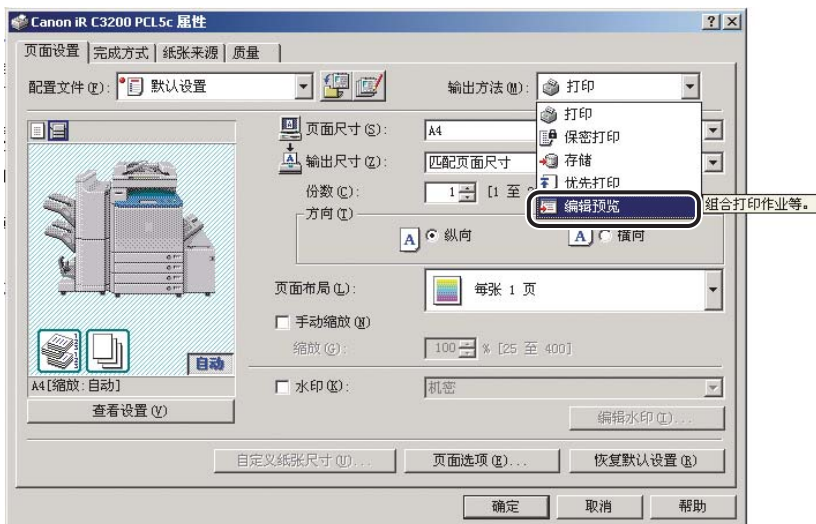 Canon iR C3200 PCL5c 属性
页面设置 完成方式 纸张来源 质量
配置文件(F): 默认设置 输出方法(M): 打印
打印
保密打印
存储
优先打印
编辑预览
组合打印作业等。
页面尺寸(S): A4
输出尺寸(Z): 匹配页面尺寸
份数(C): 1 [1 至
方向(T)
A 纵向 A 横向
页面布局(L): 每张 1 页
手动缩放(N)
缩放(G): 100 % [25 至 400]
自动
A4[缩放:自动]
水印(K): 机密
查看设置(V)
编辑水印(I)...
自定义纸张尺寸(U)... 页面选项(E)... 恢复默认设置(R)
确定 取消 帮助